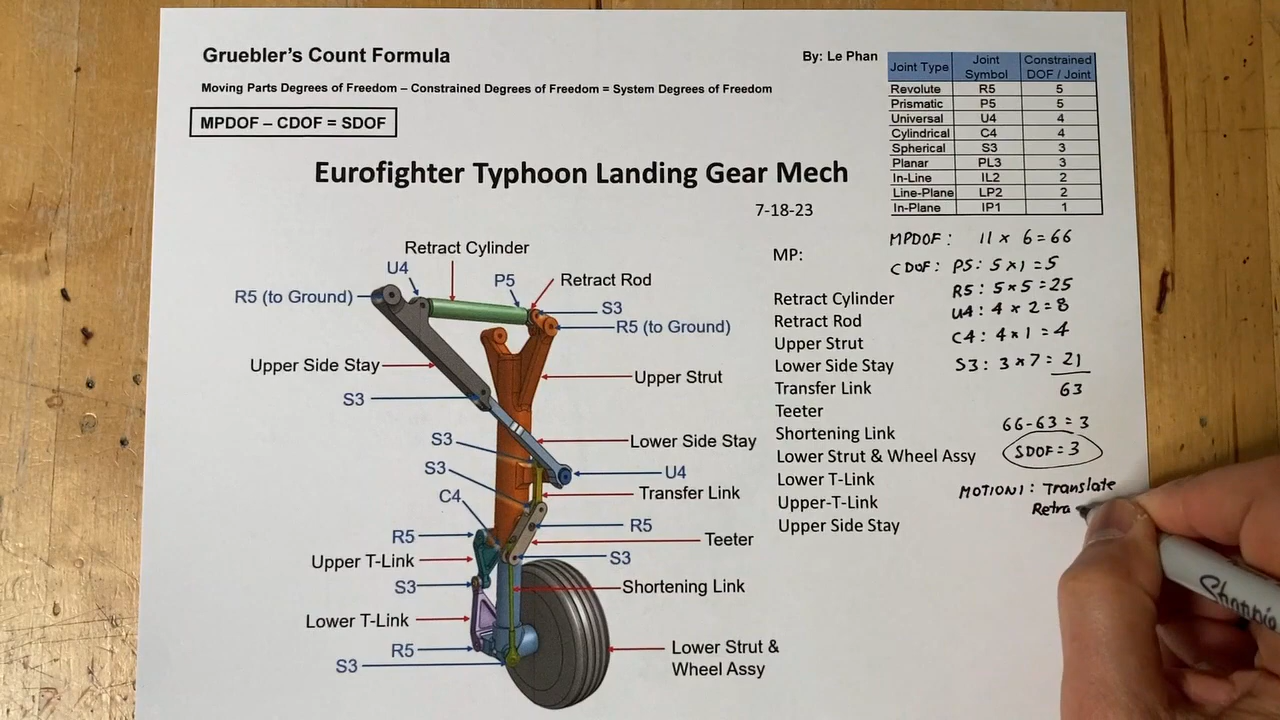 Gruebler's Count Formula
By: Le Phan
Moving Parts Degrees of Freedom – Constrained Degrees of Freedom = System Degrees of Freedom
MPDOF – CDOF = SDOF
Joint Type Joint Symbol Constrained DOF / Joint
Revolute R5 5
Prismatic P5 5
Universal U4 4
Cylindrical C4 4
Spherical S3 3
Planar PL3 3
In-Line IL2 2
Line-Plane LP2 2
In-Plane IP1 1
Eurofighter Typhoon Landing Gear Mech
7-18-23
Retract Cylinder
U4
P5
Retract Rod
R5 (to Ground)
S3
R5 (to Ground)
Upper Side Stay
Upper Strut
S3
S3
Lower Side Stay
S3
U4
C4
Transfer Link
R5
R5
Teeter
Upper T-Link
S3
S3
Shortening Link
Lower T-Link
R5
Lower Strut &
Wheel Assy
S3
MP:
Retract Cylinder
Retract Rod
Upper Strut
Lower Side Stay
Transfer Link
Teeter
Shortening Link
Lower Strut & Wheel Assy
Lower T-Link
Upper-T-Link
Upper Side Stay
MPDOF: 11 x 6 = 66
CDOF: P5: 5 x 1 = 5
R5: 5 x 5 = 25
U4: 4 x 2 = 8
C4: 4 x 1 = 4
S3: 3 x 7 = 21
63
66-63 = 3
SDOF = 3
MOTION1: Translate
Retra
Sharpie